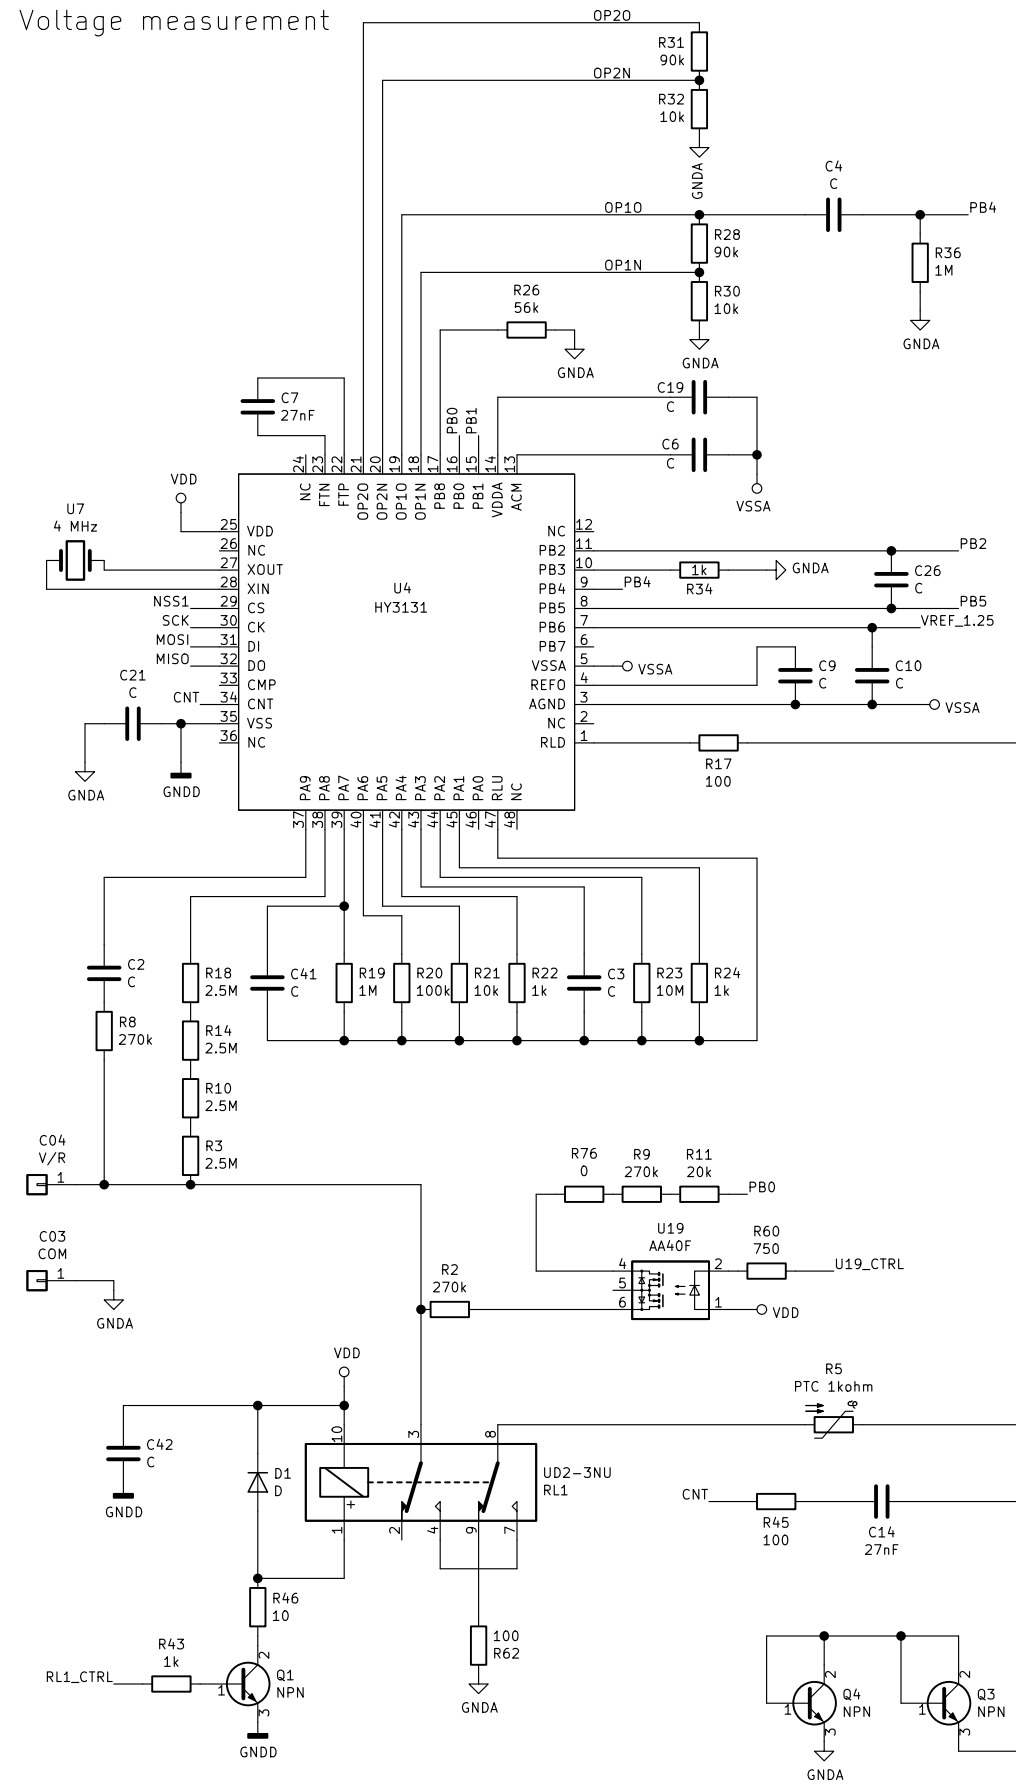 Voltage measurement
OP2O
R31
90k
OP2N
R32
10k
GNDA
C4
C
OP1O
PB4
R28
90k
R36
1M
OP1N
R26
56k
R30
10k
GNDA
GNDA
GNDA
C7
27nF
C19
C
PB0
PB1
C6
C
VSSA
24
23
22
21
20
19
18
17
16
15
14
13
NC
FTN
FTP
OP2O
OP2N
OP1O
OP1N
PB8
PB0
PB1
VDDA
ACM
VDD
U7
4 MHz
25 VDD
26 NC
27 XOUT
28 XIN
NSS1 29 CS
SCK 30 CK
MOSI 31 DI
MISO 32 DO
33 CMP
CNT 34 CNT
35 VSS
36 NC
U4
HY3131
NC 12
PB2 11 PB2
PB3 10
1k
R34
GNDA
C26
C
PB4 9 PB4
PB5 8 PB5
PB6 7 VREF_1.25
PB7 6
VSSA 5 VSSA
REFO 4
C9
C
C10
C
AGND 3 VSSA
NC 2
RLD 1
R17
100
C21
C
GNDA
GNDD
PA9
PA8
PA7
PA6
PA5
PA4
PA3
PA2
PA1
PA0
RLU
NC
37
38
39
40
41
42
43
44
45
46
47
48
C2
C
R18
2.5M
C41
C
R19
1M
R20
100k
R21
10k
R22
1k
C3
C
R23
10M
R24
1k
R8
270k
R14
2.5M
R10
2.5M
R3
2.5M
C04
V/R
1
R76
0
R9
270k
R11
20k
PB0
C03
COM
1
GNDA
U19
AA40F
R60
750
4
5
6
2
1
U19_CTRL
VDD
R2
270k
VDD
R5
PTC 1kohm
θ
C42
C
GNDD
D1
D
10
3
8
+
UD2-3NU
RL1
1
2
4
9
7
CNT
R45
100
C14
27nF
R46
10
100
R62
GNDA
R43
1k
RL1_CTRL
1
2
3
Q1
NPN
GNDD
1
2
3
Q4
NPN
GNDA
1
2
3
Q3
NPN